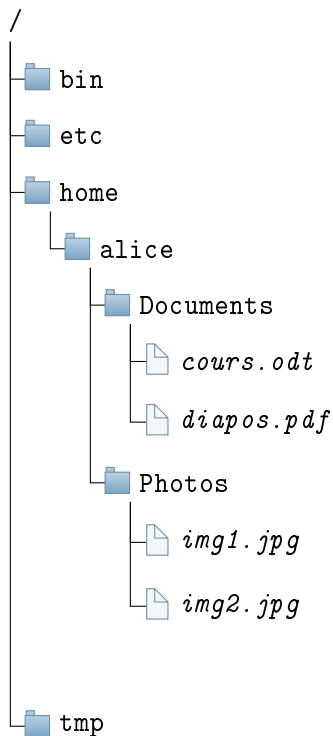 /
bin
etc
home
alice
Documents
cours.odt
diapos.pdf
Photos
img1.jpg
img2.jpg
tmp